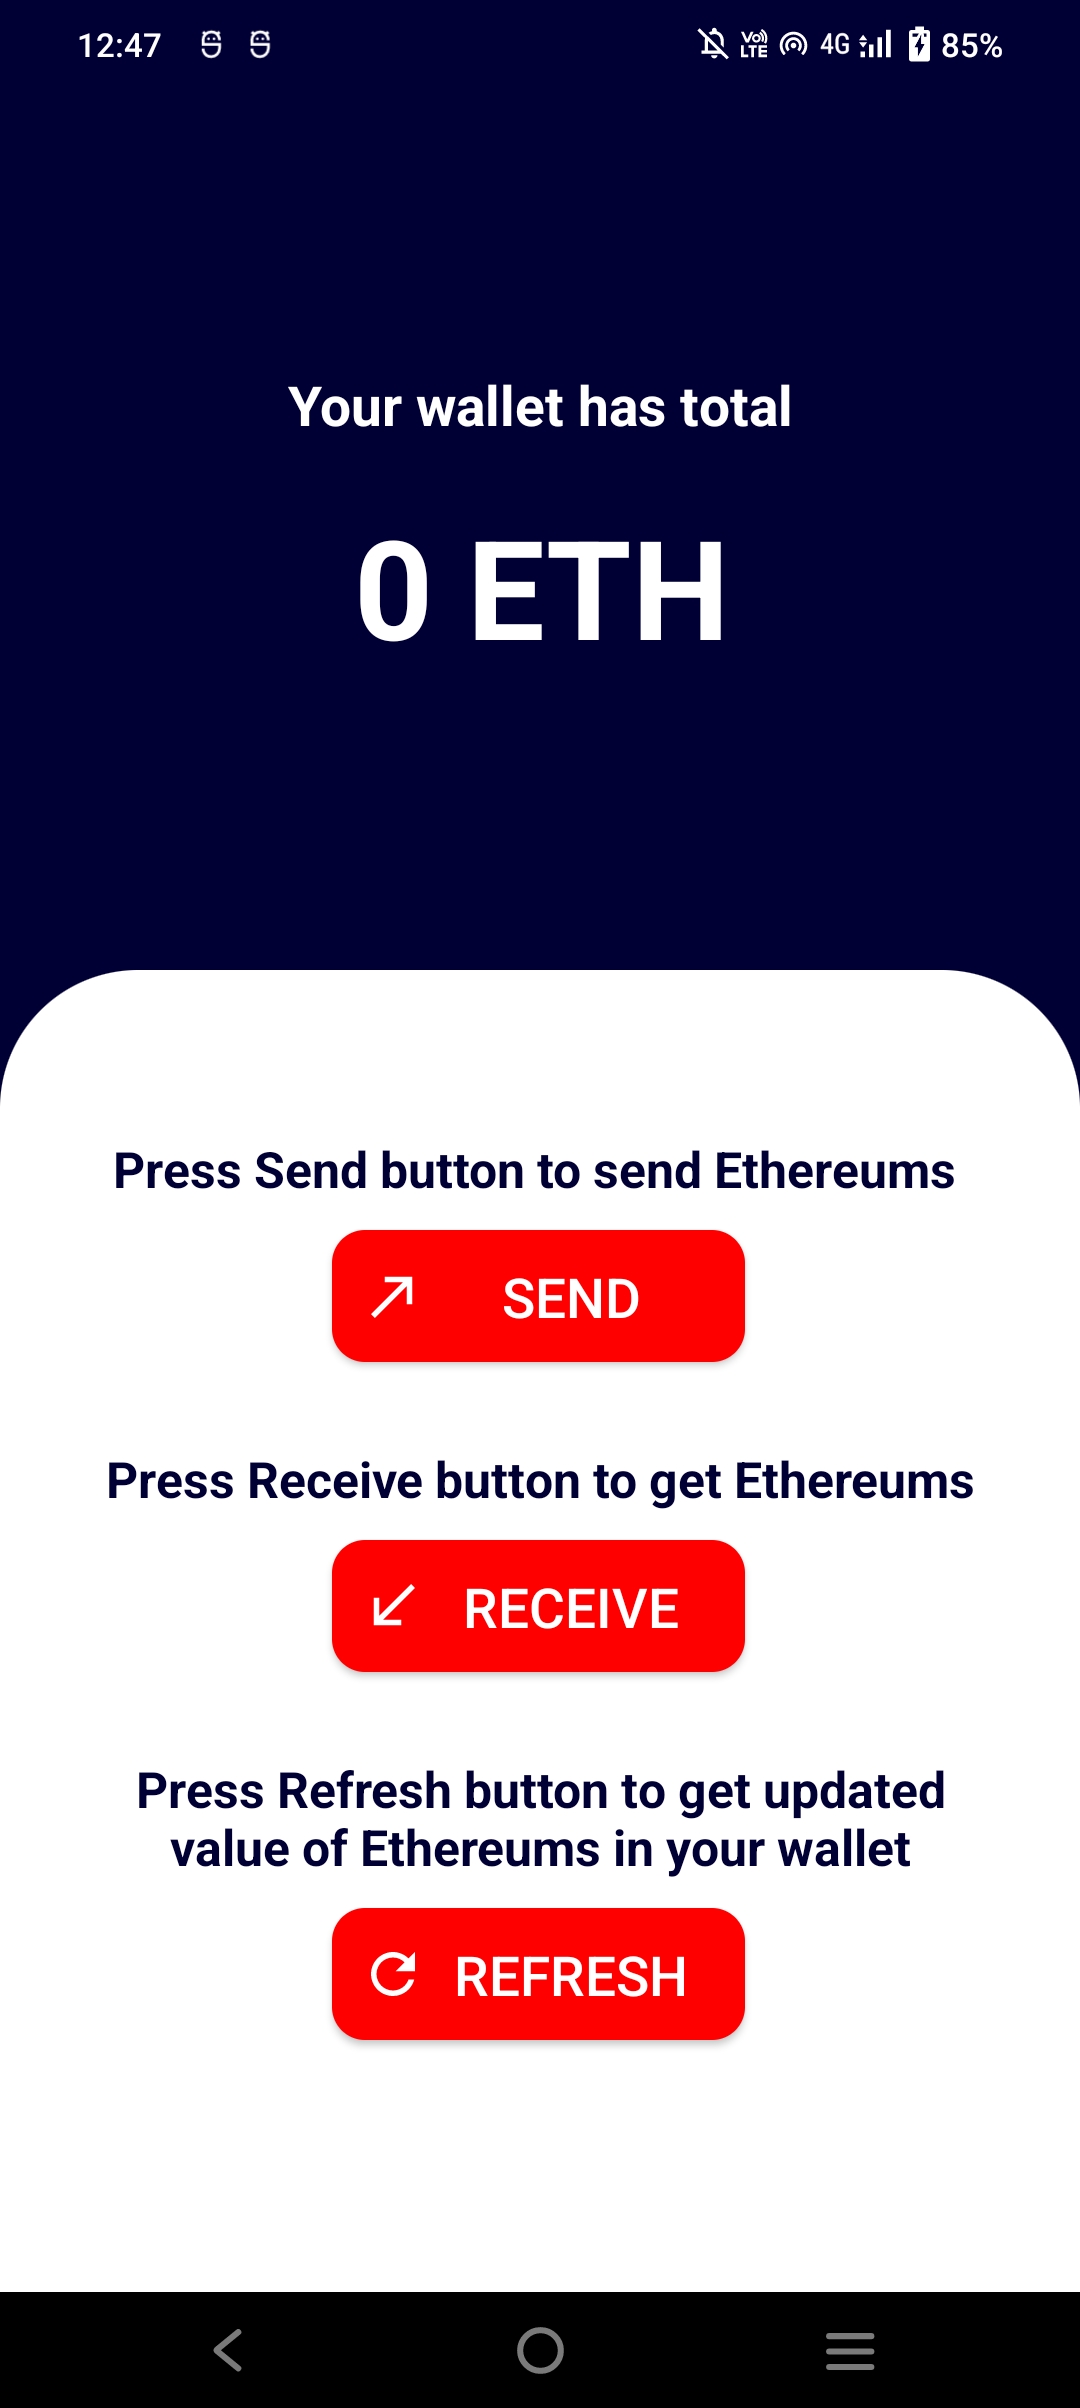 12:47 Vo) LTE 4G 85%
Your wallet has total
0 ETH
Press Send button to send Ethereums
SEND
Press Receive button to get Ethereums
RECEIVE
Press Refresh button to get updated
value of Ethereums in your wallet
REFRESH